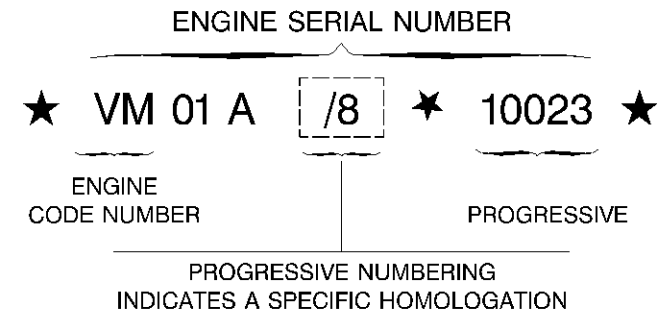 ENGINE SERIAL NUMBER
★ VM 01 A /8 ★ 10023 ★
ENGINE
CODE NUMBER
PROGRESSIVE
PROGRESSIVE NUMBERING
INDICATES A SPECIFIC HOMOLOGATION